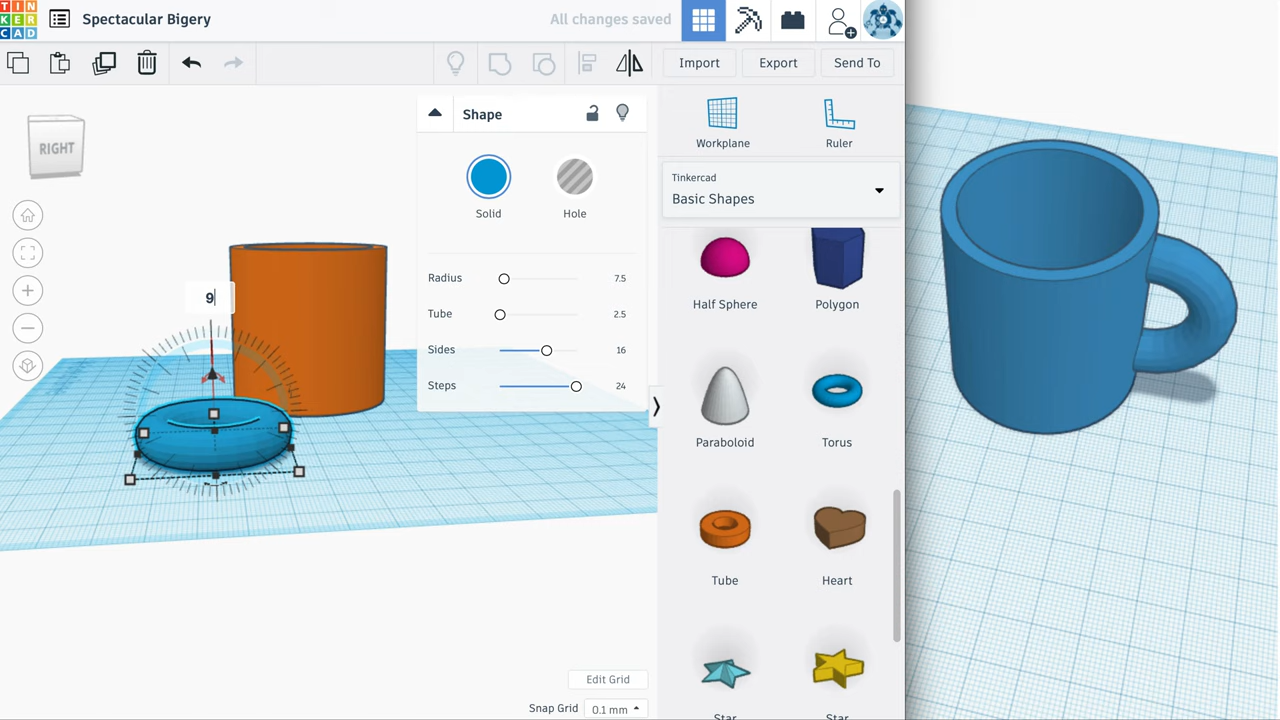 TIN
KER
CAD
Spectacular Bigery
All changes saved
Import
Export
Send To
RIGHT
Shape
Solid
Hole
Radius
7.5
Tube
2.5
Sides
16
Steps
24
9
Workplane
Ruler
Tinkercad
Basic Shapes
Half Sphere
Polygon
Paraboloid
Torus
Tube
Heart
Star
Star
Edit Grid
Snap Grid
0.1 mm